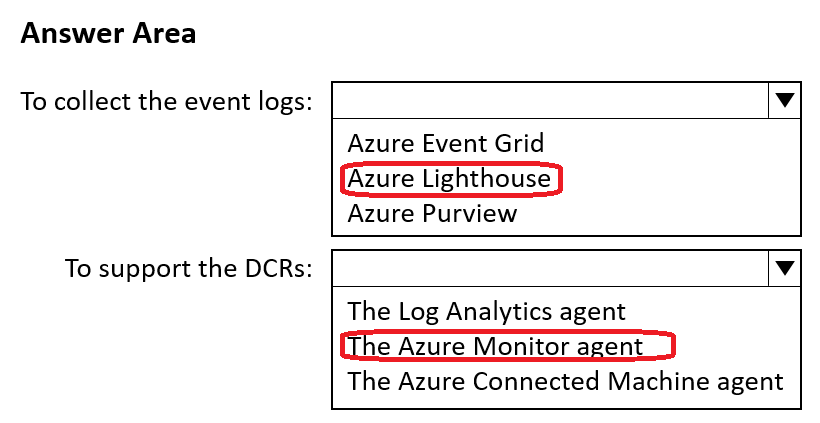 Answer Area
To collect the event logs:
Azure Event Grid
Azure Lighthouse
Azure Purview
To support the DCRs:
The Log Analytics agent
The Azure Monitor agent
The Azure Connected Machine agent